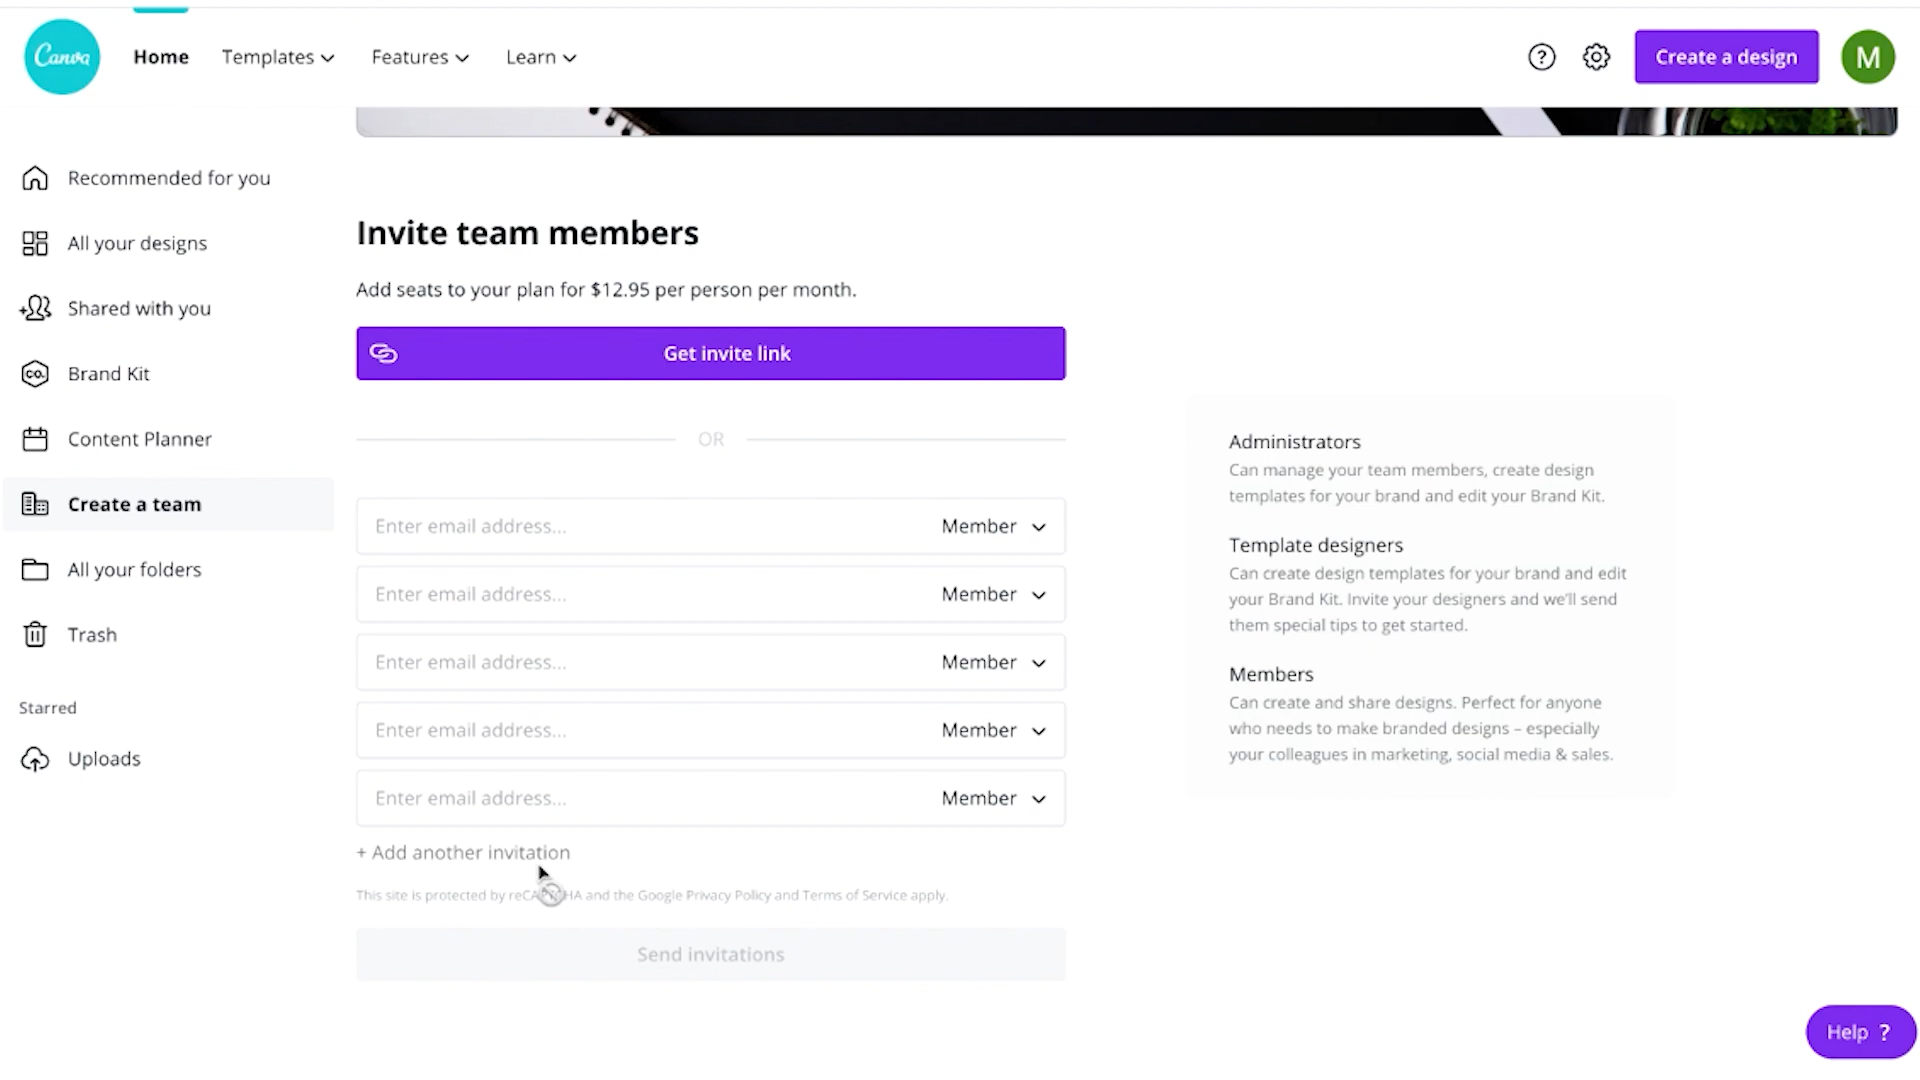 Canva
Home
Templates
Features
Learn
?
Create a design
M
Recommended for you
All your designs
Shared with you
CO.
Brand Kit
Content Planner
Create a team
All your folders
Trash
Starred
Uploads
Invite team members
Add seats to your plan for $12.95 per person per month.
Get invite link
OR
Enter email address...
Member
Enter email address...
Member
Enter email address...
Member
Enter email address...
Member
Enter email address...
Member
+ Add another invitation
This site is protected by reCAPTCHA and the Google Privacy Policy and Terms of Service apply.
Send invitations
Administrators
Can manage your team members, create design
templates for your brand and edit your Brand Kit.
Template designers
Can create design templates for your brand and edit
your Brand Kit. Invite your designers and we'll send
them special tips to get started.
Members
Can create and share designs. Perfect for anyone
who needs to make branded designs – especially
your colleagues in marketing, social media & sales.
Help ?